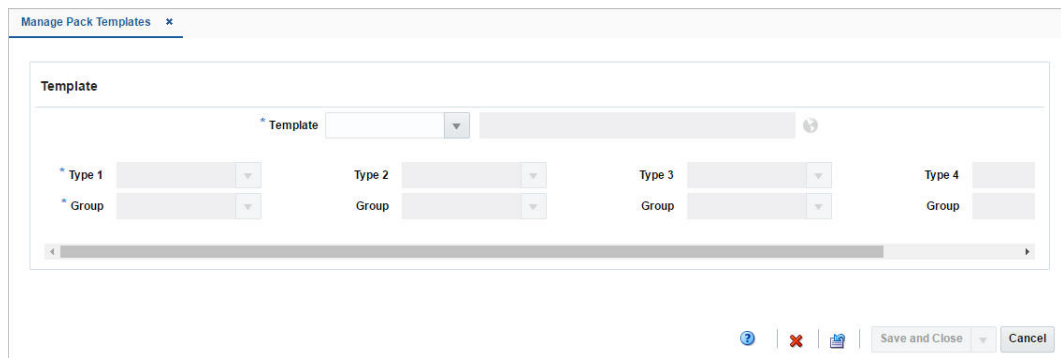 Manage Pack Templates ×
Template
* Template
* Type 1 Type 2 Type 3 Type 4
* Group Group Group Group
? Save and Close Cancel